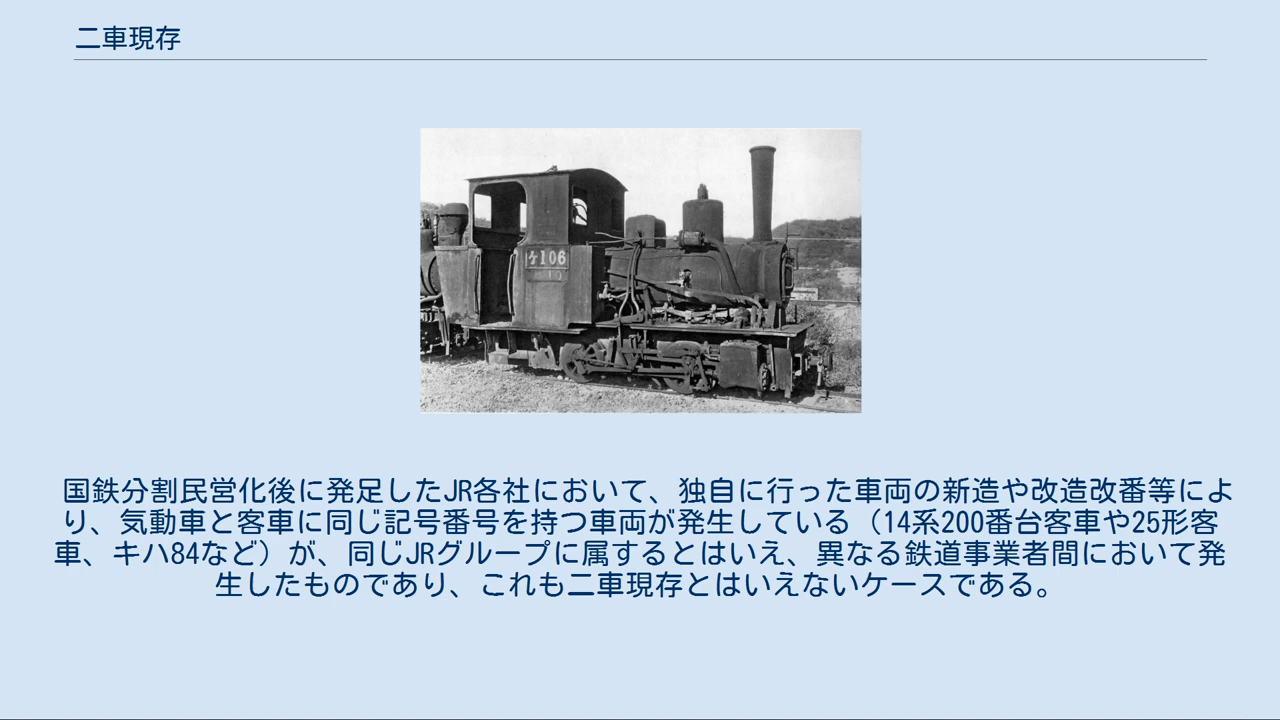 二車現存
ケ106
国鉄分割民営化後に発足したJR各社において、独自に行った車両の新造や改造改番等によ
り、気動車と客車に同じ記号番号を持つ車両が発生している（14系200番台客車や25形客
車、キハ84など）が、同じJRグループに属するとはいえ、異なる鉄道事業者間において発
生したものであり、これも二車現存とはいえないケースである。